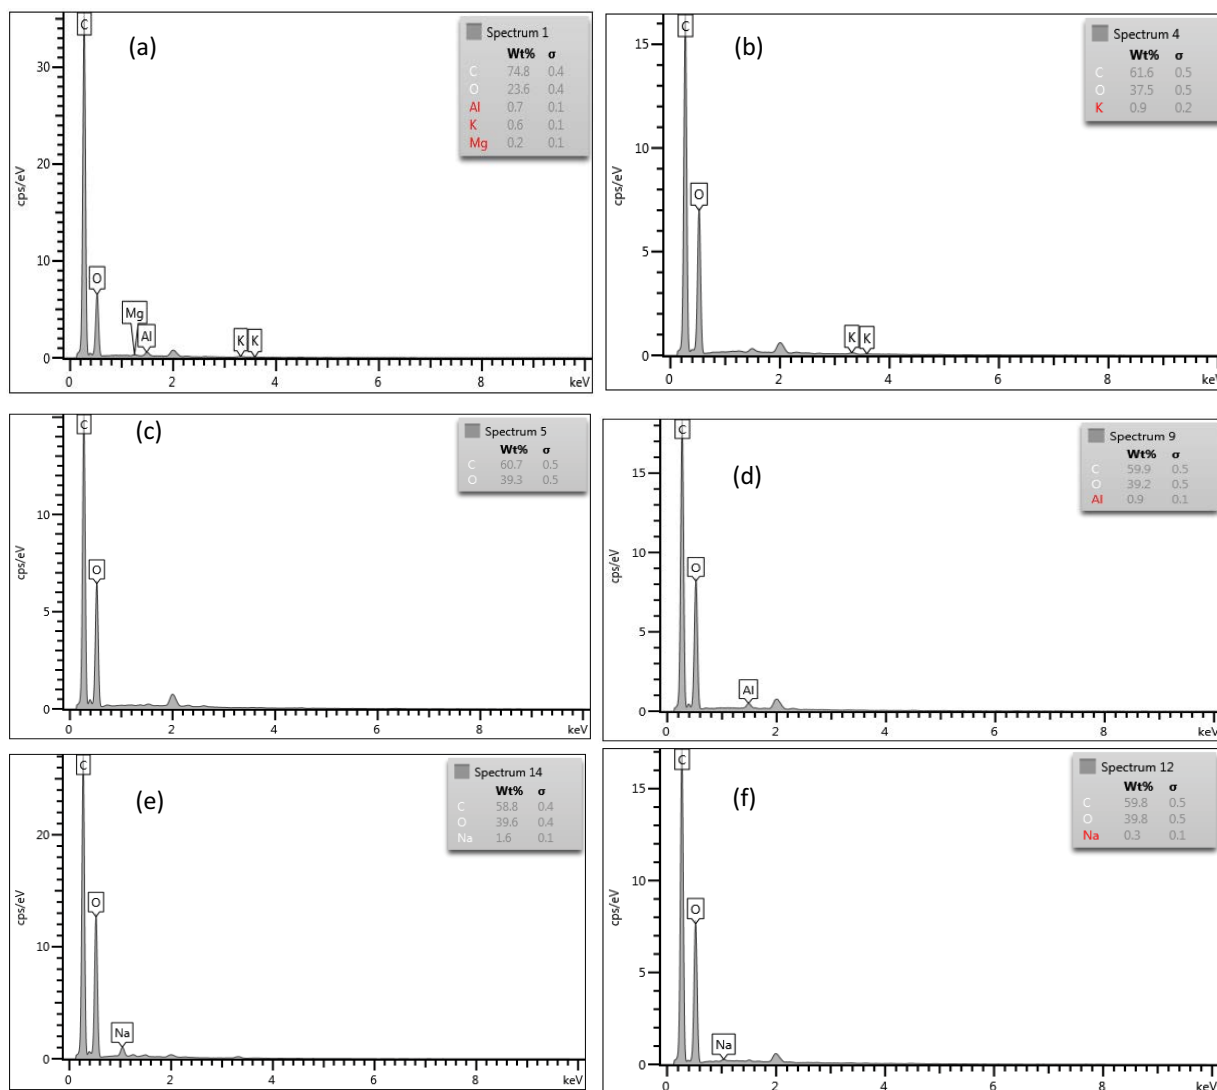 (a)
C
Spectrum 1
Wt% σ
C 74.8 0.4
O 23.6 0.4
Al 0.7 0.1
K 0.6 0.1
Mg 0.2 0.1
30
20
10
0
cps/eV
O
Mg
Al
K K
0 2 4 6 8 keV
(b)
C
Spectrum 4
Wt% σ
C 61.6 0.5
O 37.5 0.5
K 0.9 0.2
15
10
5
0
cps/eV
O
K K
0 2 4 6 8 keV
(c)
C
Spectrum 5
Wt% σ
C 60.7 0.5
O 39.3 0.5
10
5
0
cps/eV
O
0 2 4 6 8 keV
(d)
C
Spectrum 9
Wt% σ
C 59.9 0.5
O 39.2 0.5
Al 0.9 0.1
15
10
5
0
cps/eV
O
Al
0 2 4 6 8 keV
(e)
C
Spectrum 14
Wt% σ
C 58.8 0.4
O 39.6 0.4
Na 1.6 0.1
20
10
0
cps/eV
O
Na
0 2 4 6 8 keV
(f)
C
Spectrum 12
Wt% σ
C 59.8 0.5
O 39.8 0.5
Na 0.3 0.1
15
10
5
0
cps/eV
O
Na
0 2 4 6 8 keV